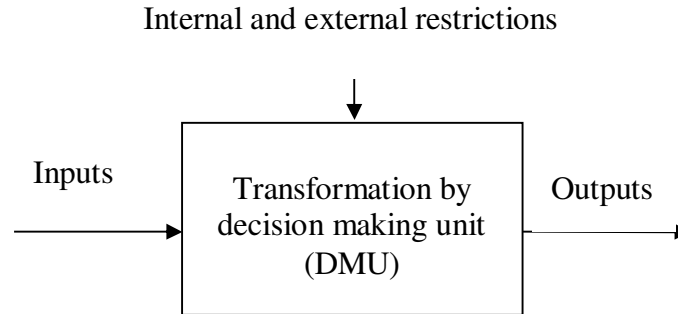 Internal and external restrictions
Inputs
Transformation by
decision making unit
(DMU)
Outputs